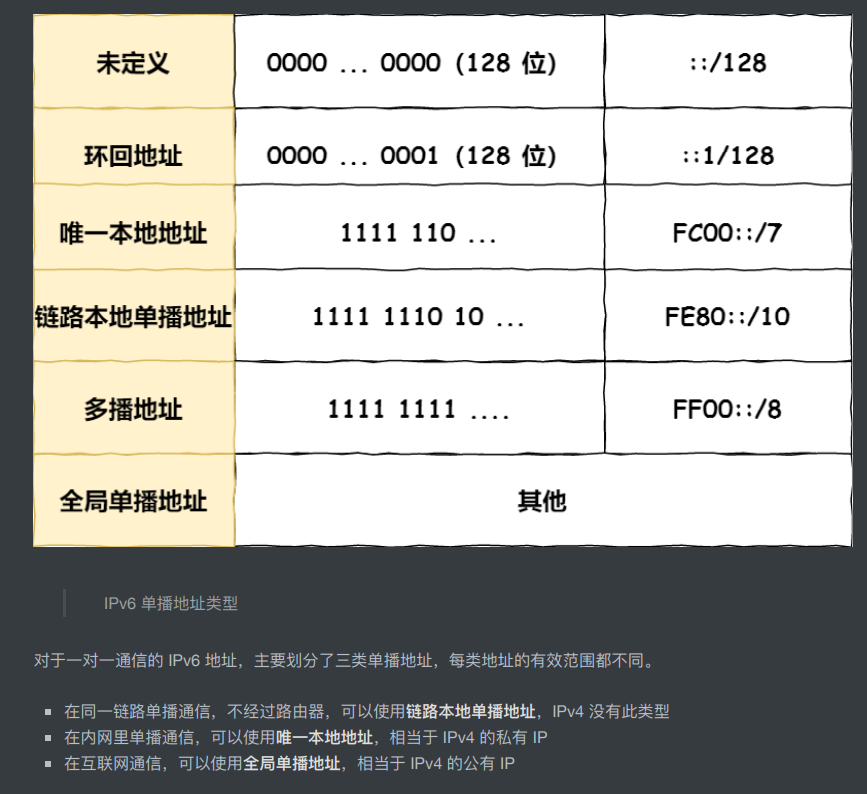 未定义 0000 ... 0000 (128 位) ::/128
环回地址 0000 ... 0001 (128 位) ::1/128
唯一本地地址 1111 110 ... FC00::/7
链路本地单播地址 1111 1110 10 ... FE80::/10
多播地址 1111 1111 .... FF00::/8
全局单播地址 其他
IPv6 单播地址类型
对于一对一通信的 IPv6 地址，主要划分了三类单播地址，每类地址的有效范围都不同。
在同一链路单播通信，不经过路由器，可以使用链路本地单播地址，IPv4 没有此类型
在内网里单播通信，可以使用唯一本地地址，相当于 IPv4 的私有 IP
在互联网通信，可以使用全局单播地址，相当于 IPv4 的公有 IP